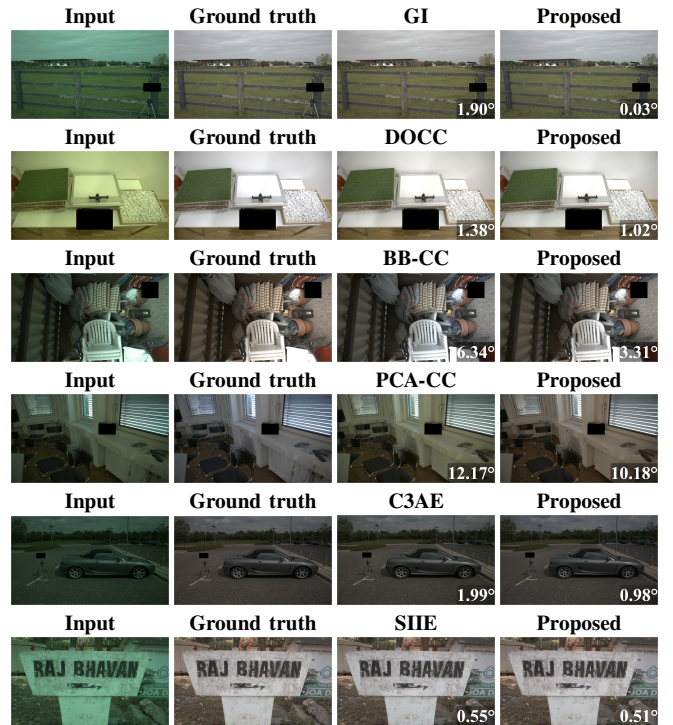 Input Ground truth GI Proposed
1.90° 0.03°
Input Ground truth DOCC Proposed
1.38° 1.02°
Input Ground truth BB-CC Proposed
6.34° 3.31°
Input Ground truth PCA-CC Proposed
12.17° 10.18°
Input Ground truth C3AE Proposed
1.99° 0.98°
Input Ground truth SIIE Proposed
RAJ BHAVAN RAJ BHAVAN RAJ BHAVAN RAJ BHAVAN
0.55° 0.51°